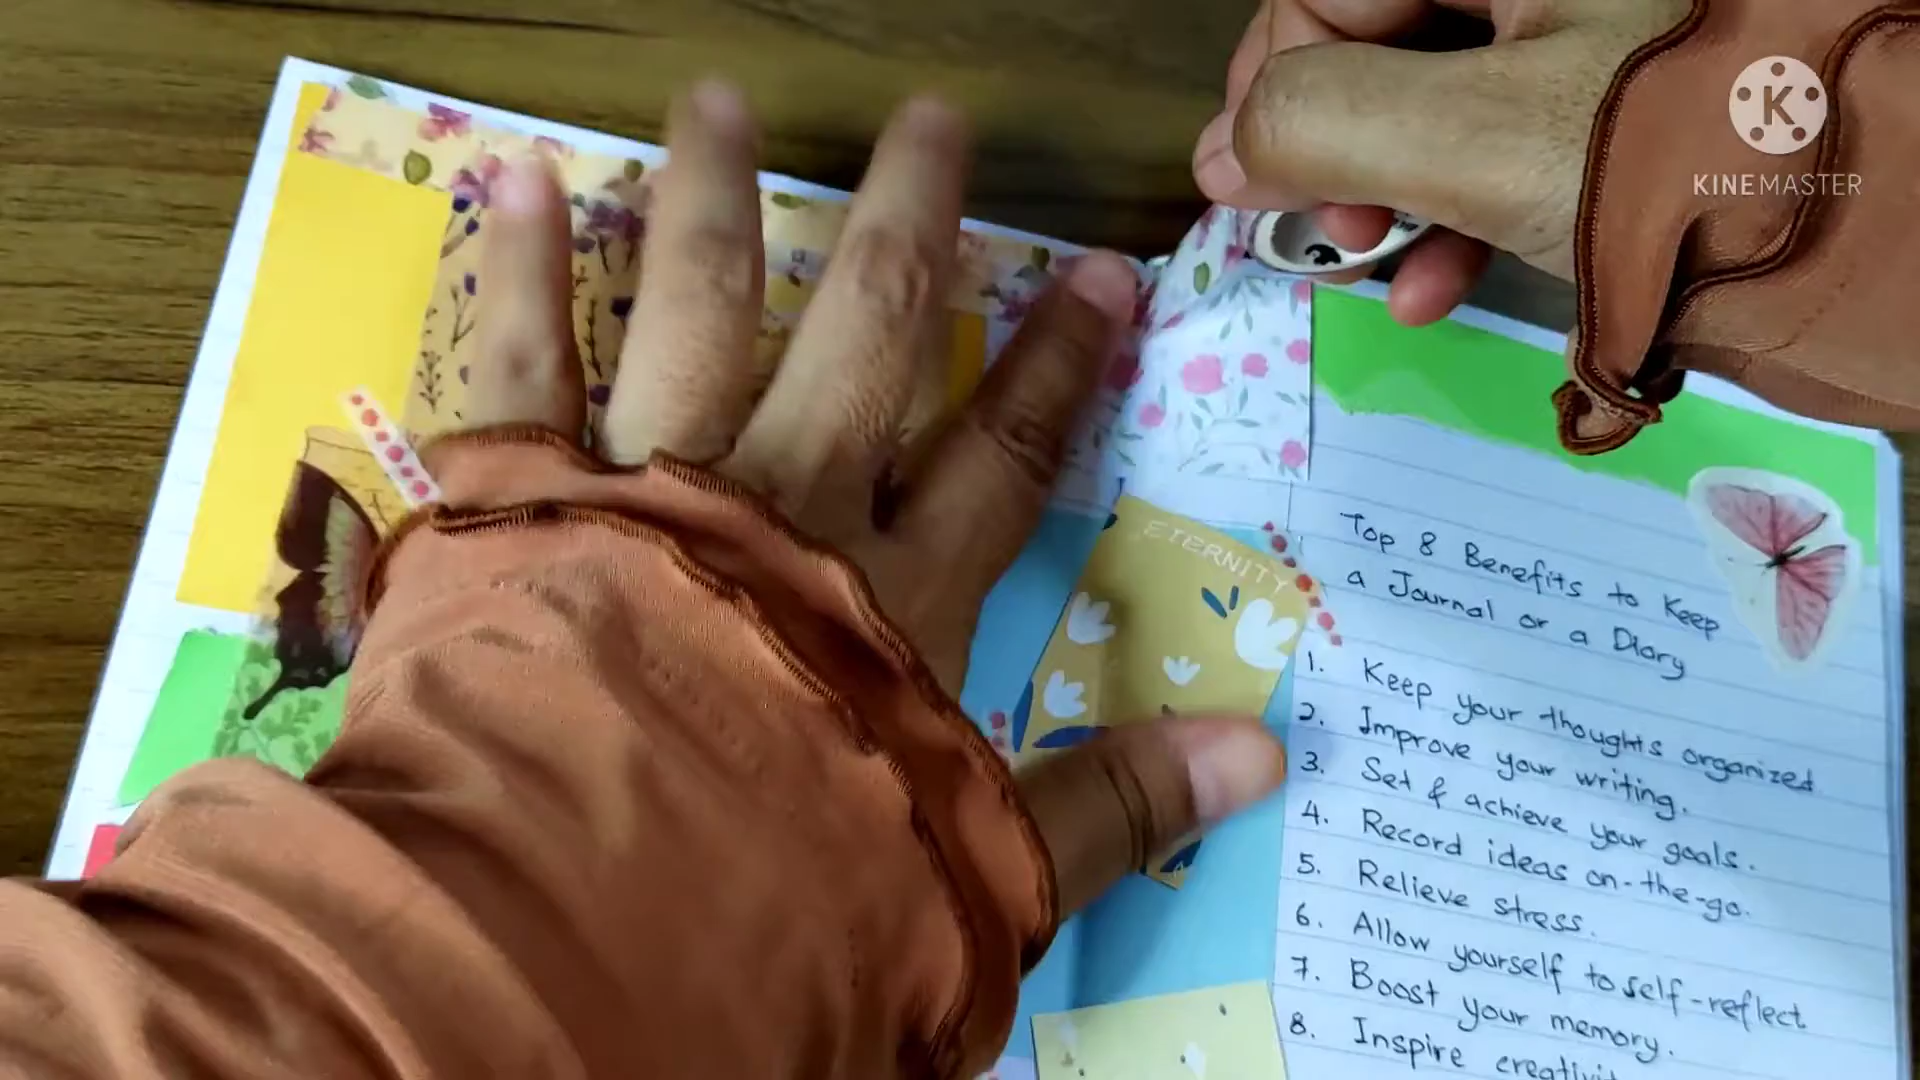 KINEMASTER
ETERNITY
Top 8 Benefits to Keep
a Journal or a Diary
1. Keep your thoughts organized
2. Improve your writing.
3. Set & achieve your goals.
4. Record ideas on-the-go.
5. Relieve stress.
6. Allow yourself to self-reflect
7. Boost your memory.
8. Inspire